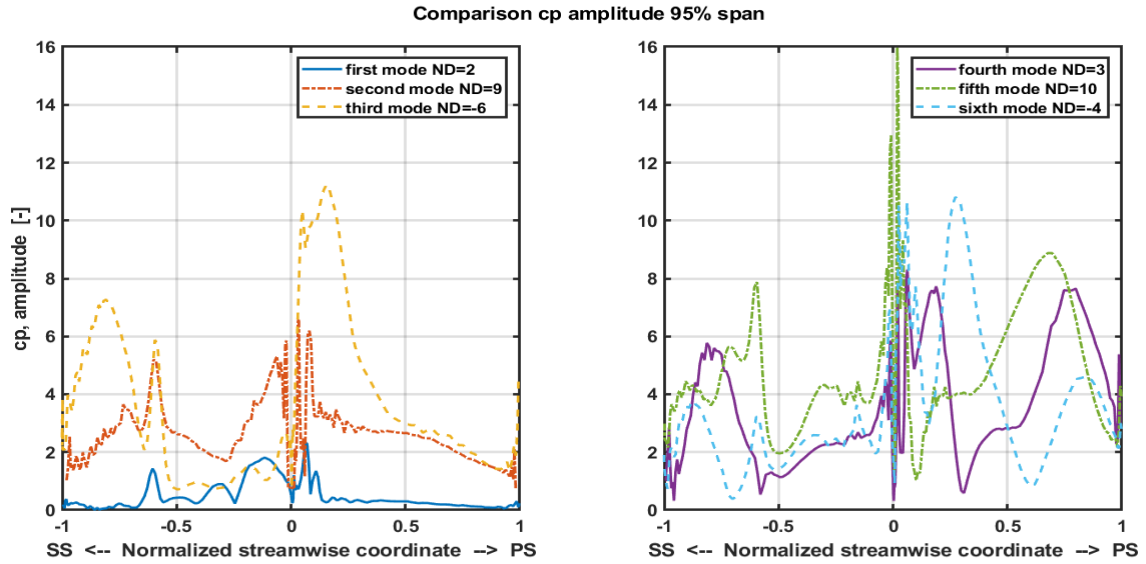 Comparison cp amplitude 95% span
cp, amplitude [-]
16
14
12
10
8
6
4
2
0
first mode ND=2
second mode ND=9
third mode ND=-6
-1 -0.5 0 0.5 1
SS <-- Normalized streamwise coordinate --> PS
16
14
12
10
8
6
4
2
0
fourth mode ND=3
fifth mode ND=10
sixth mode ND=-4
-1 -0.5 0 0.5 1
SS <-- Normalized streamwise coordinate --> PS